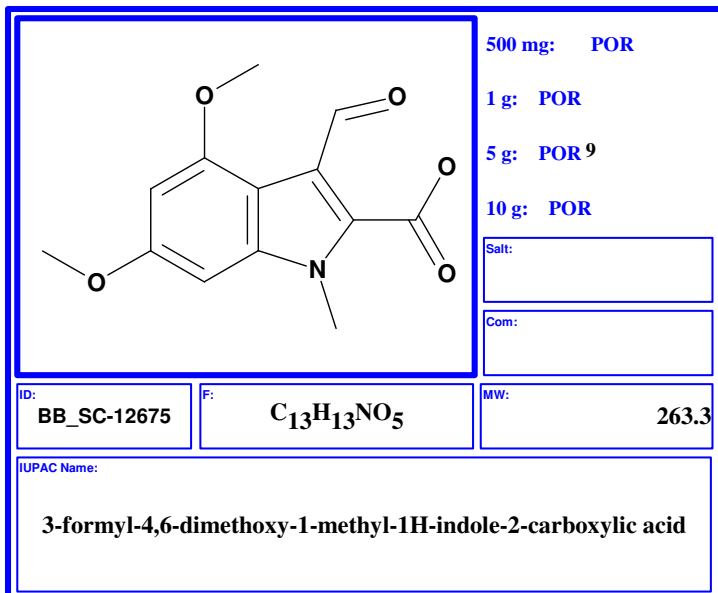 500 mg: POR
1 g: POR
5 g: POR 9
10 g: POR
O
O
O
O
O
N
Salt:
Com:
ID:
BB_SC-12675
F:
C13H13NO5
MW:
263.3
IUPAC Name:
3-formyl-4,6-dimethoxy-1-methyl-1H-indole-2-carboxylic acid